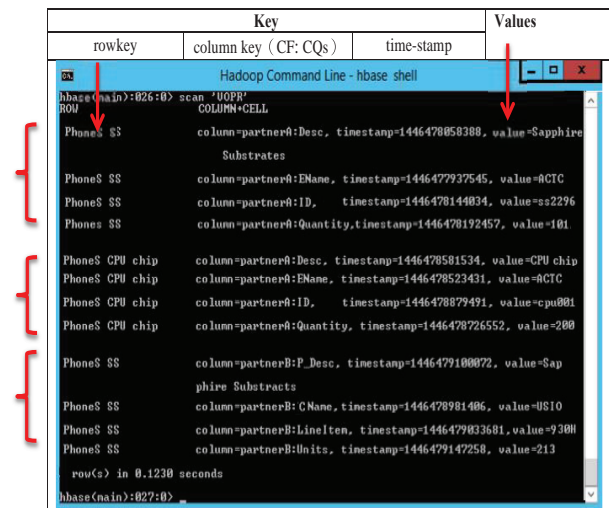 Key Values
rowkey column key (CF: CQs) time-stamp
Hadoop Command Line - hbase shell
hbase(main):026:0> scan 'UOPR'
ROW COLUMN+CELL
PhoneS SS column=partnerA:Desc, timestamp=1446478058388, value=Sapphire
Substrates
PhoneS SS column=partnerA:EName, timestamp=1446477937545, value=ACTC
PhoneS SS column=partnerA:ID, timestamp=1446478144034, value=ss2296
Phones SS column=partnerA:Quantity,timestamp=1446478192457, value=101
PhoneS CPU chip column=partnerA:Desc, timestamp=1446478581534, value=CPU chip
PhoneS CPU chip column=partnerA:EName, timestamp=1446478523431, value=ACTC
PhoneS CPU chip column=partnerA:ID, timestamp=1446478879491, value=cpu001
PhoneS CPU chip column=partnerA:Quantity, timestamp=1446478726552, value=200
PhoneS SS column=partnerB:P_Desc, timestamp=1446479100072, value=Sap
phire Substracts
PhoneS SS column=partnerB:CName,timestamp=1446478981406, value=USIO
PhoneS SS column=partnerB:LineItem, timestamp=1446479033681,value=930H
PhoneS SS column=partnerB:Units, timestamp=1446479147258, value=213
row(s) in 0.1230 seconds
hbase(main):027:0> _